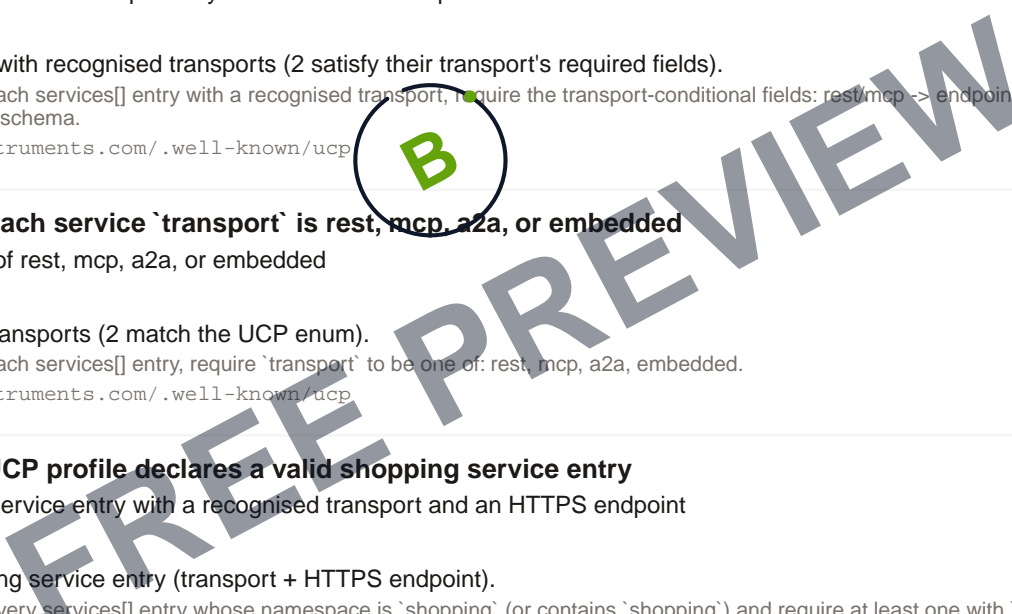 with recognised transports (2 satisfy their transport's required fields).
ach services[] entry with a recognised transport, require the transport-conditional fields: rest/mcp -> endpoin
schema.
truments.com/.well-known/ucp
B
ach service `transport` is rest, mcp, a2a, or embedded
of rest, mcp, a2a, or embedded
ansports (2 match the UCP enum).
ach services[] entry, require `transport` to be one of: rest, mcp, a2a, embedded.
truments.com/.well-known/ucp
FREE PREVIEW
UCP profile declares a valid shopping service entry
ervice entry with a recognised transport and an HTTPS endpoint
ng service entry (transport + HTTPS endpoint).
very services[] entry whose namespace is `shopping` (or contains `shopping`) and require at least one with